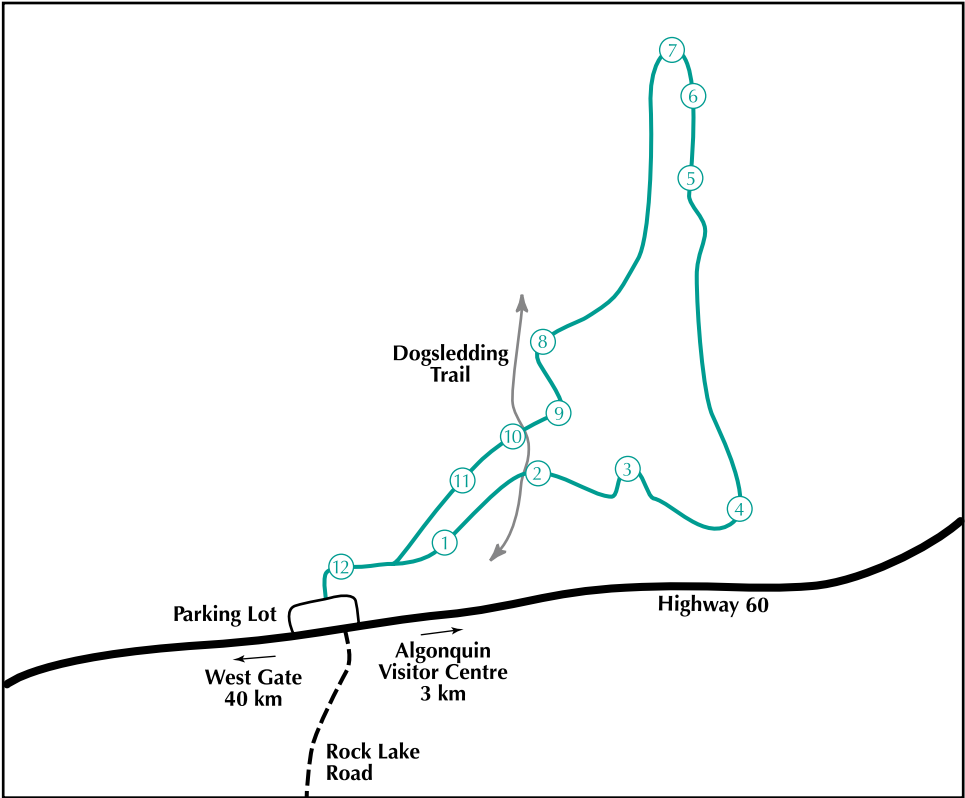 7
6
5
8
Dogsledding
Trail
9
10
3
2
11
4
1
12
Highway 60
Parking Lot
Algonquin
Visitor Centre
3 km
West Gate
40 km
Rock Lake
Road